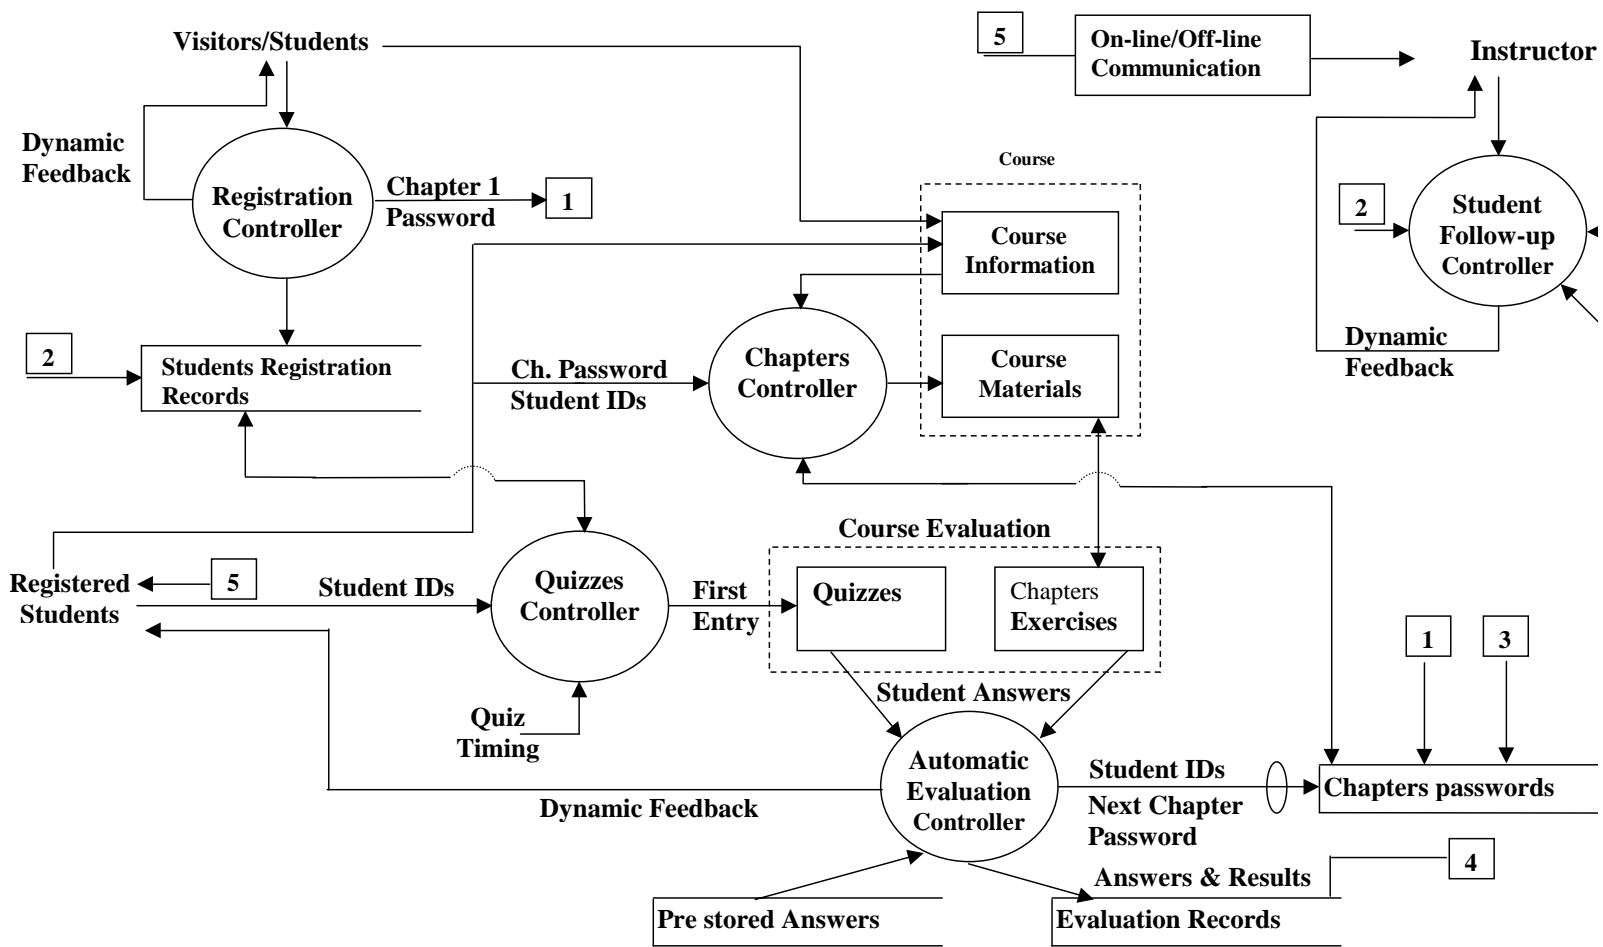 Visitors/Students
5
On-line/Off-line
Communication
Instructor
Dynamic
Feedback
Registration
Controller
Chapter 1
Password
1
Course
Course
Information
2
Student
Follow-up
Controller
Dynamic
Feedback
2
Students Registration
Records
Ch. Password
Student IDs
Chapters
Controller
Course
Materials
Course Evaluation
Registered
Students
5
Student IDs
Quizzes
Controller
First
Entry
Quizzes
Chapters
Exercises
1
3
Quiz
Timing
Student Answers
Dynamic Feedback
Automatic
Evaluation
Controller
Student IDs
Next Chapter
Password
Chapters passwords
Answers & Results
4
Pre stored Answers
Evaluation Records